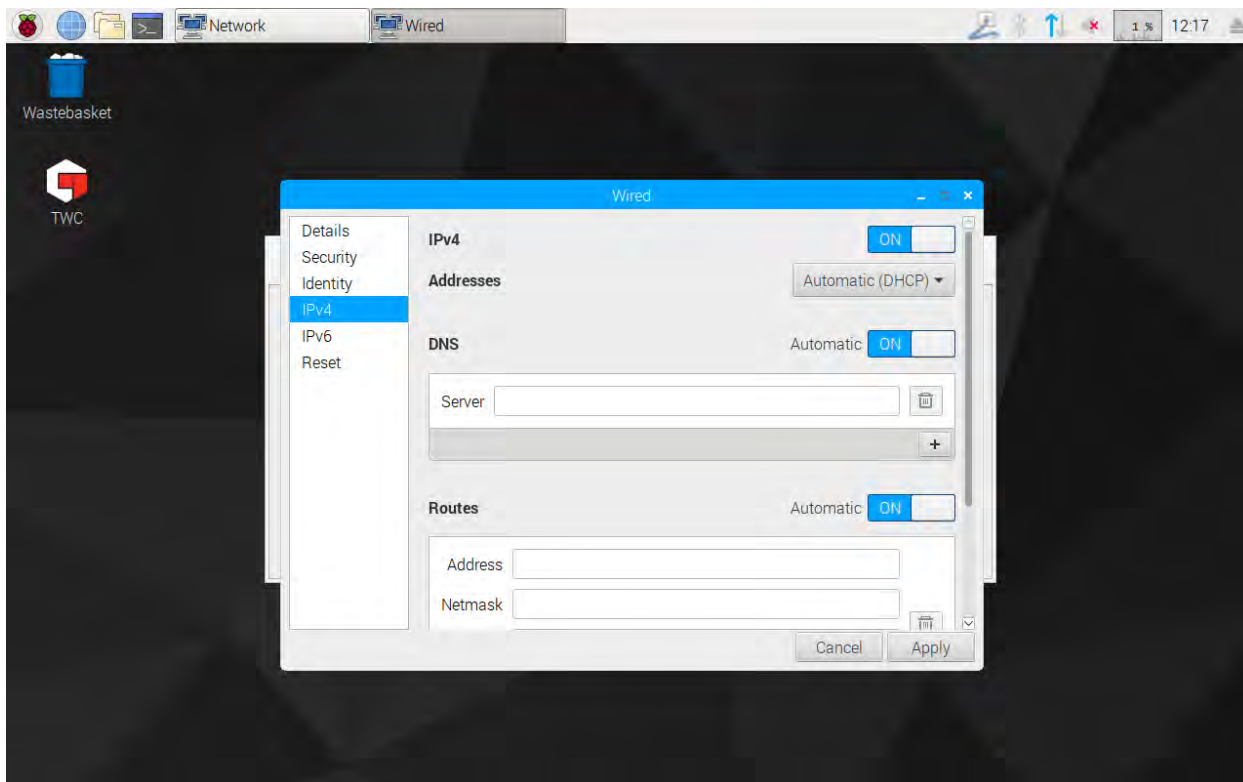 Network
Wired
1 %
12:17
Wastebasket
TWC
Wired
Details
Security
Identity
IPv4
IPv6
Reset
IPv4
ON
Addresses
Automatic (DHCP)
DNS
Automatic ON
Server
+
Routes
Automatic ON
Address
Netmask
Cancel
Apply